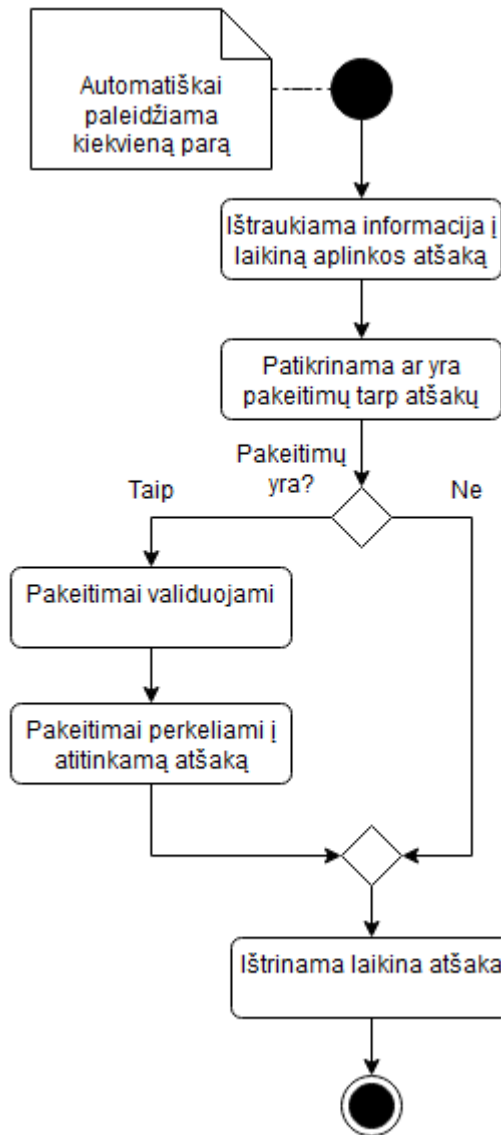 Automatiškai
paleidžiama
kiekvieną parą
Ištraukiama informacija į
laikiną aplinkos atšaką
Patikrinama ar yra
pakeitimų tarp atšakų
Pakeitimų
yra?
Taip
Ne
Pakeitimai validuojami
Pakeitimai perkeliami į
atitinkamą atšaką
Ištrinama laikina atšaka